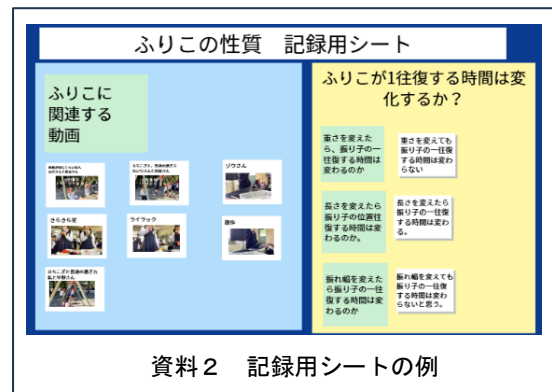 ふりこの性質　記録用シート
ふりこに
関連する
動画
ゾウさん
きらきら星
ライラック
ふりこが1往復する時間は変
化するか？
重さを変えた
ら、振り子の一往
復する時間は
変わるのか
重さを変えても
振り子の一往復
する時間は変わ
らない
長さを変えたら
振り子の位置往
復する時間は変
わるのか。
長さを変えたら
振り子の一往復
する時間は変わ
る。
振れ幅を変えた
ら振り子の一往
復する時間は変
わるのか
振れ幅を変えても
振り子の一往復
する時間は変わ
らないと思う。
資料２　記録用シートの例